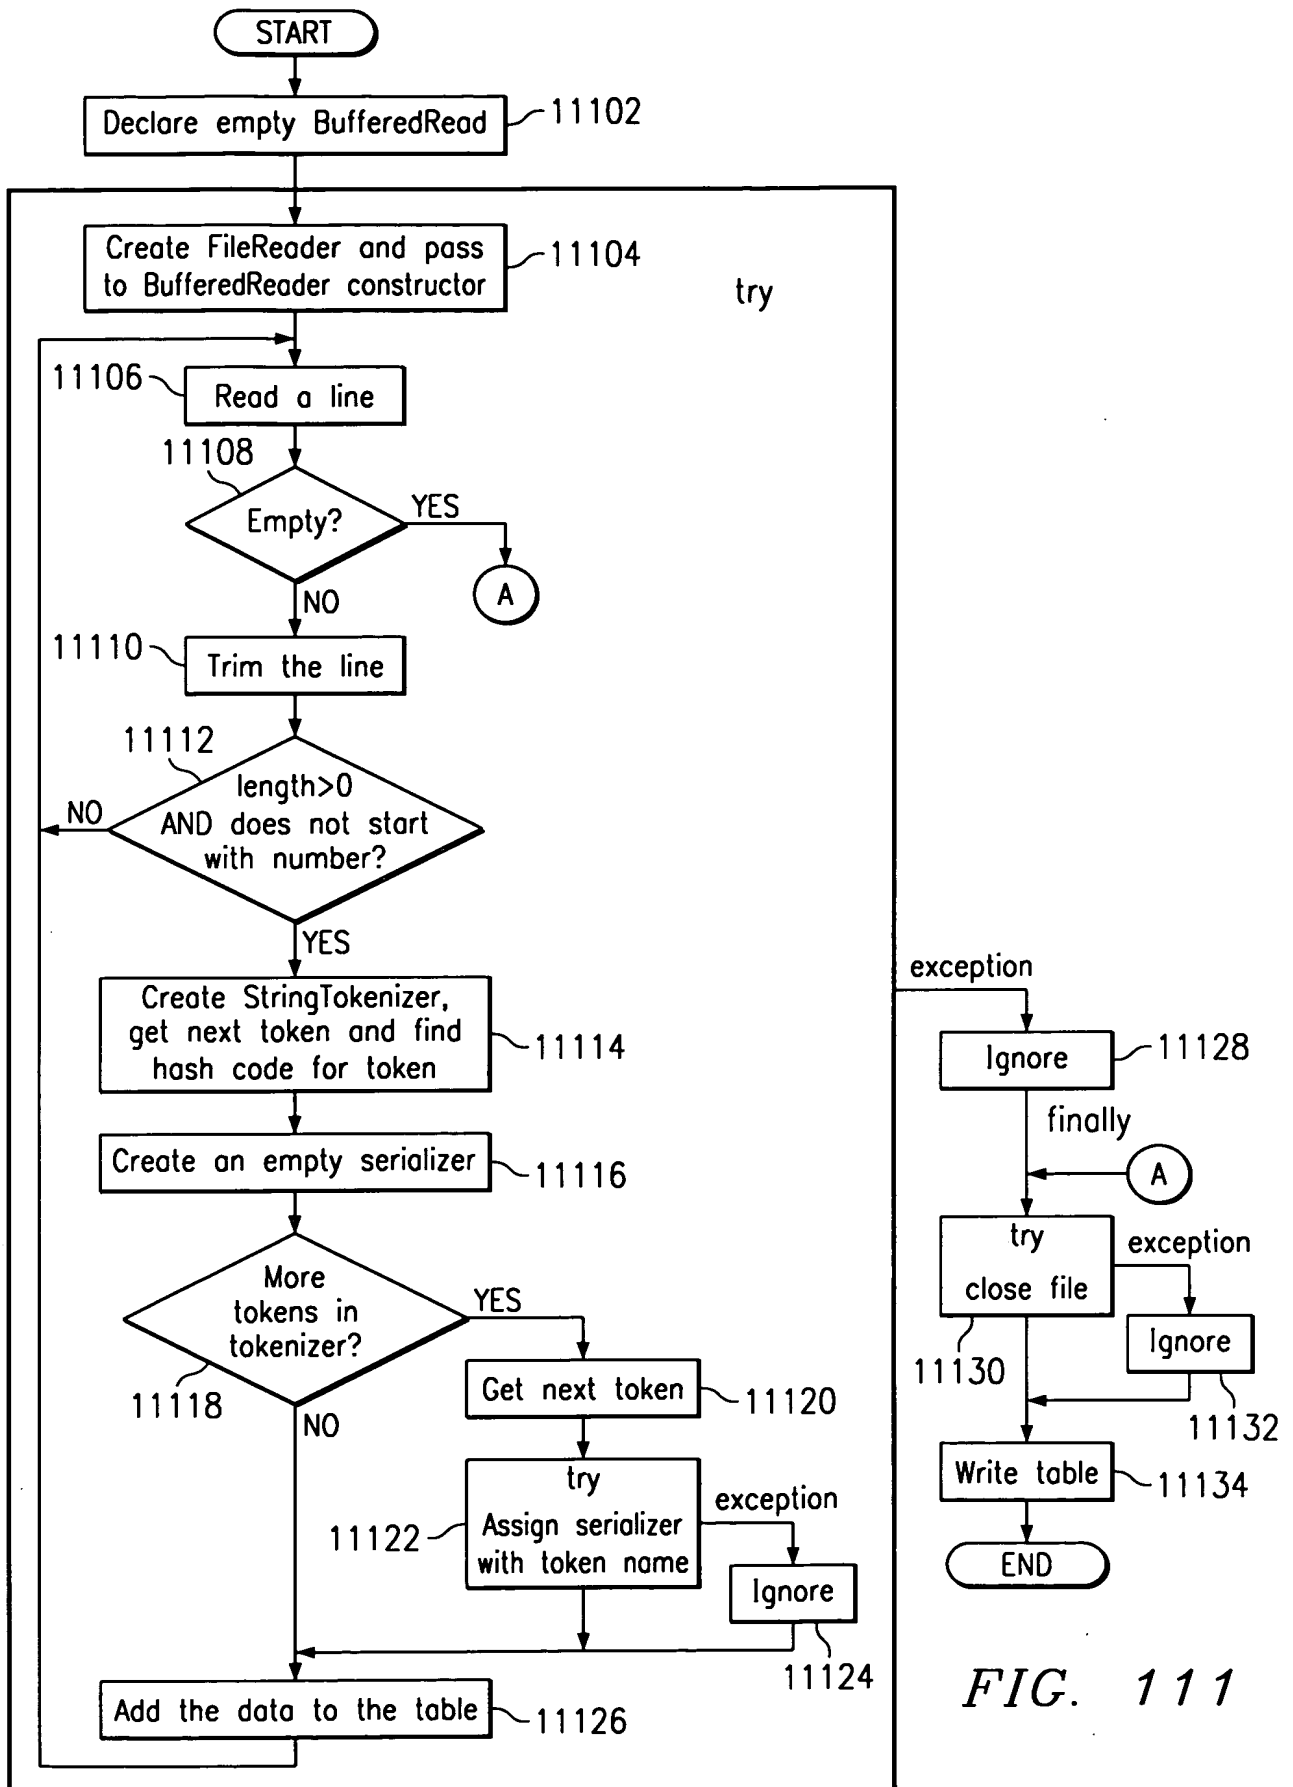 START
Declare empty BufferedRead
11102
Create FileReader and pass
to BufferedReader constructor
11104
try
11106
Read a line
11108
Empty?
YES
A
NO
11110
Trim the line
11112
length>0
AND does not start
with number?
NO
YES
Create StringTokenizer,
get next token and find
hash code for token
11114
Create an empty serializer
11116
More
tokens in
tokenizer?
YES
11118
NO
Get next token
11120
try
Assign serializer
with token name
11122
exception
Ignore
11124
Add the data to the table
11126
exception
Ignore
11128
finally
A
try
close file
exception
11130
Ignore
11132
Write table
11134
END
FIG. 111